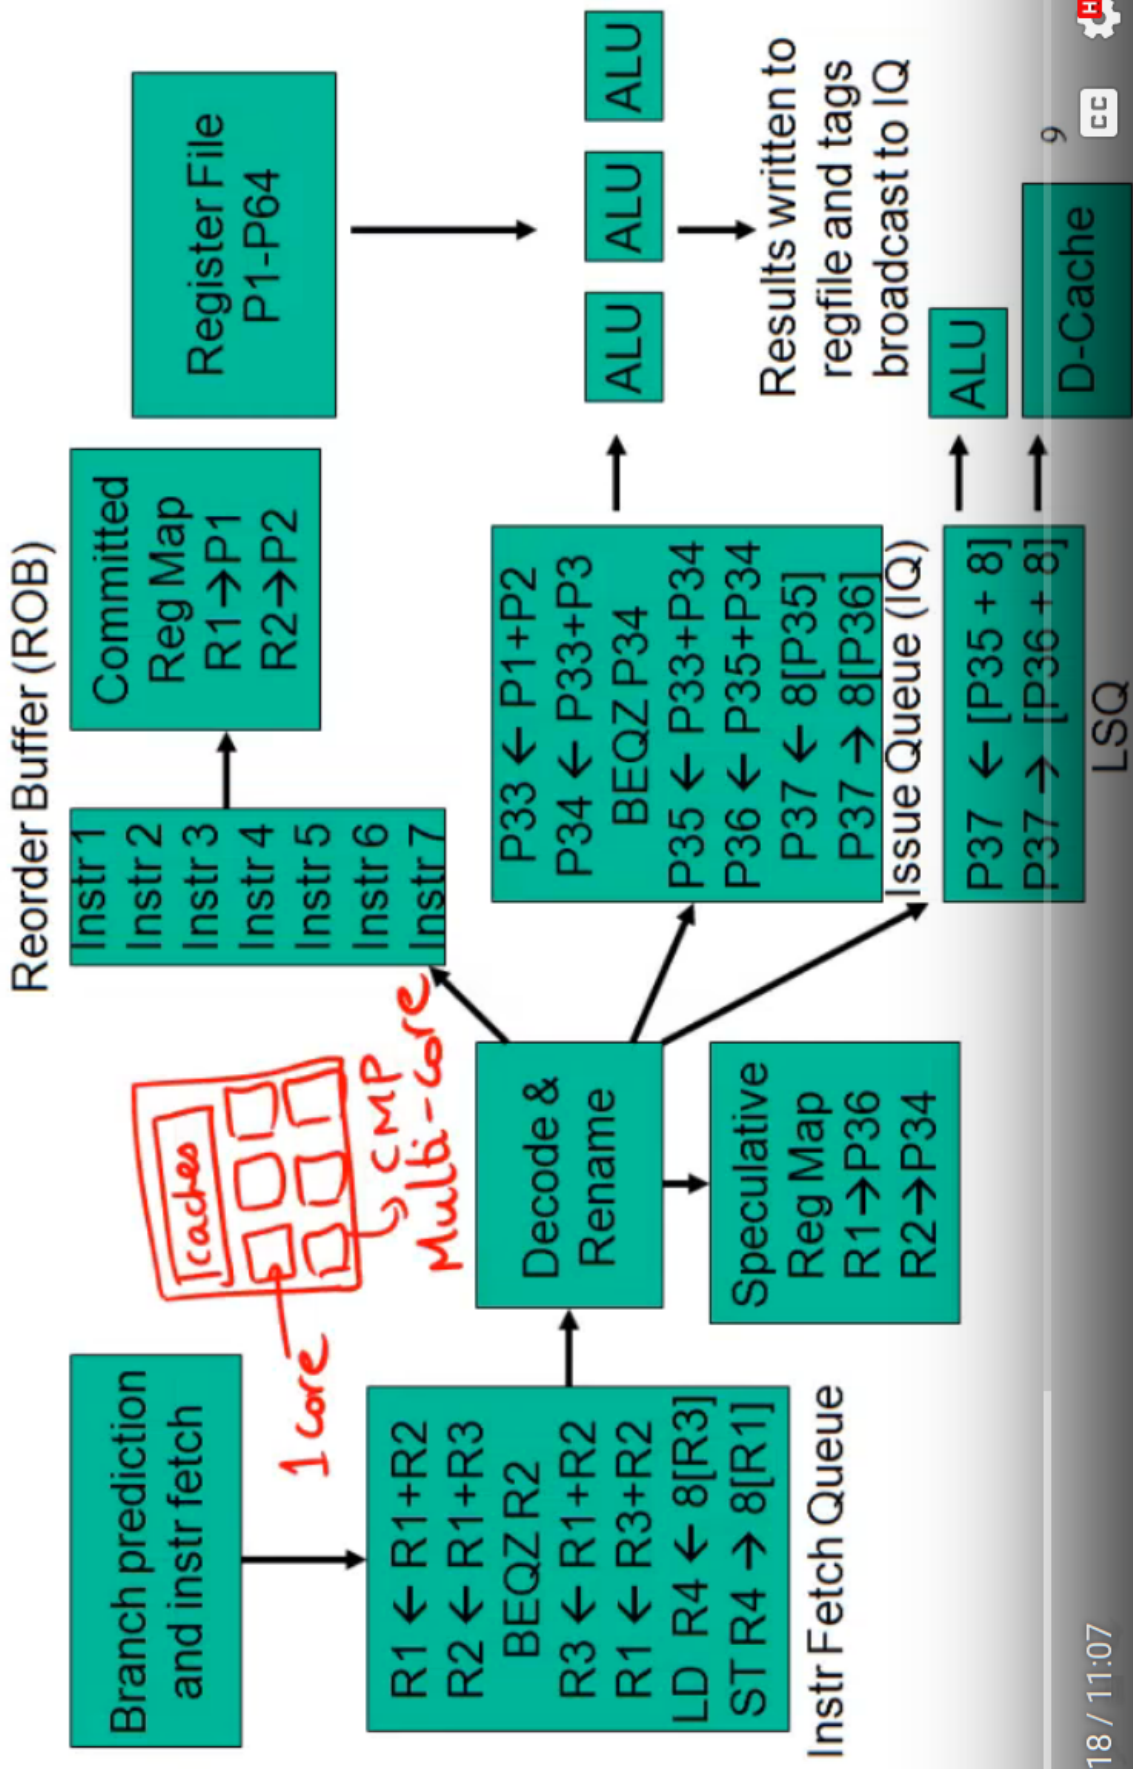 Branch prediction
and instr fetch
R1 ← R1+R2
R2 ← R1+R3
BEQZ R2
R3 ← R1+R2
R1 ← R3+R2
LD R4 ← 8[R3]
ST R4 → 8[R1]
Instr Fetch Queue
1 core
caches
CMP
Multi-core
Decode &
Rename
Speculative
Reg Map
R1→P36
R2→P34
Reorder Buffer (ROB)
Instr 1
Instr 2
Instr 3
Instr 4
Instr 5
Instr 6
Instr 7
Committed
Reg Map
R1→P1
R2→P2
Register File
P1-P64
P33 ← P1+P2
P34 ← P33+P3
BEQZ P34
P35 ← P33+P34
P36 ← P35+P34
P37 ← 8[P35]
P37 → 8[P36]
Issue Queue (IQ)
ALU
ALU
ALU
Results written to
regfile and tags
broadcast to IQ
P37 ← [P35 + 8]
P37 → [P36 + 8]
LSQ
ALU
D-Cache
9
18 / 11:07
CC